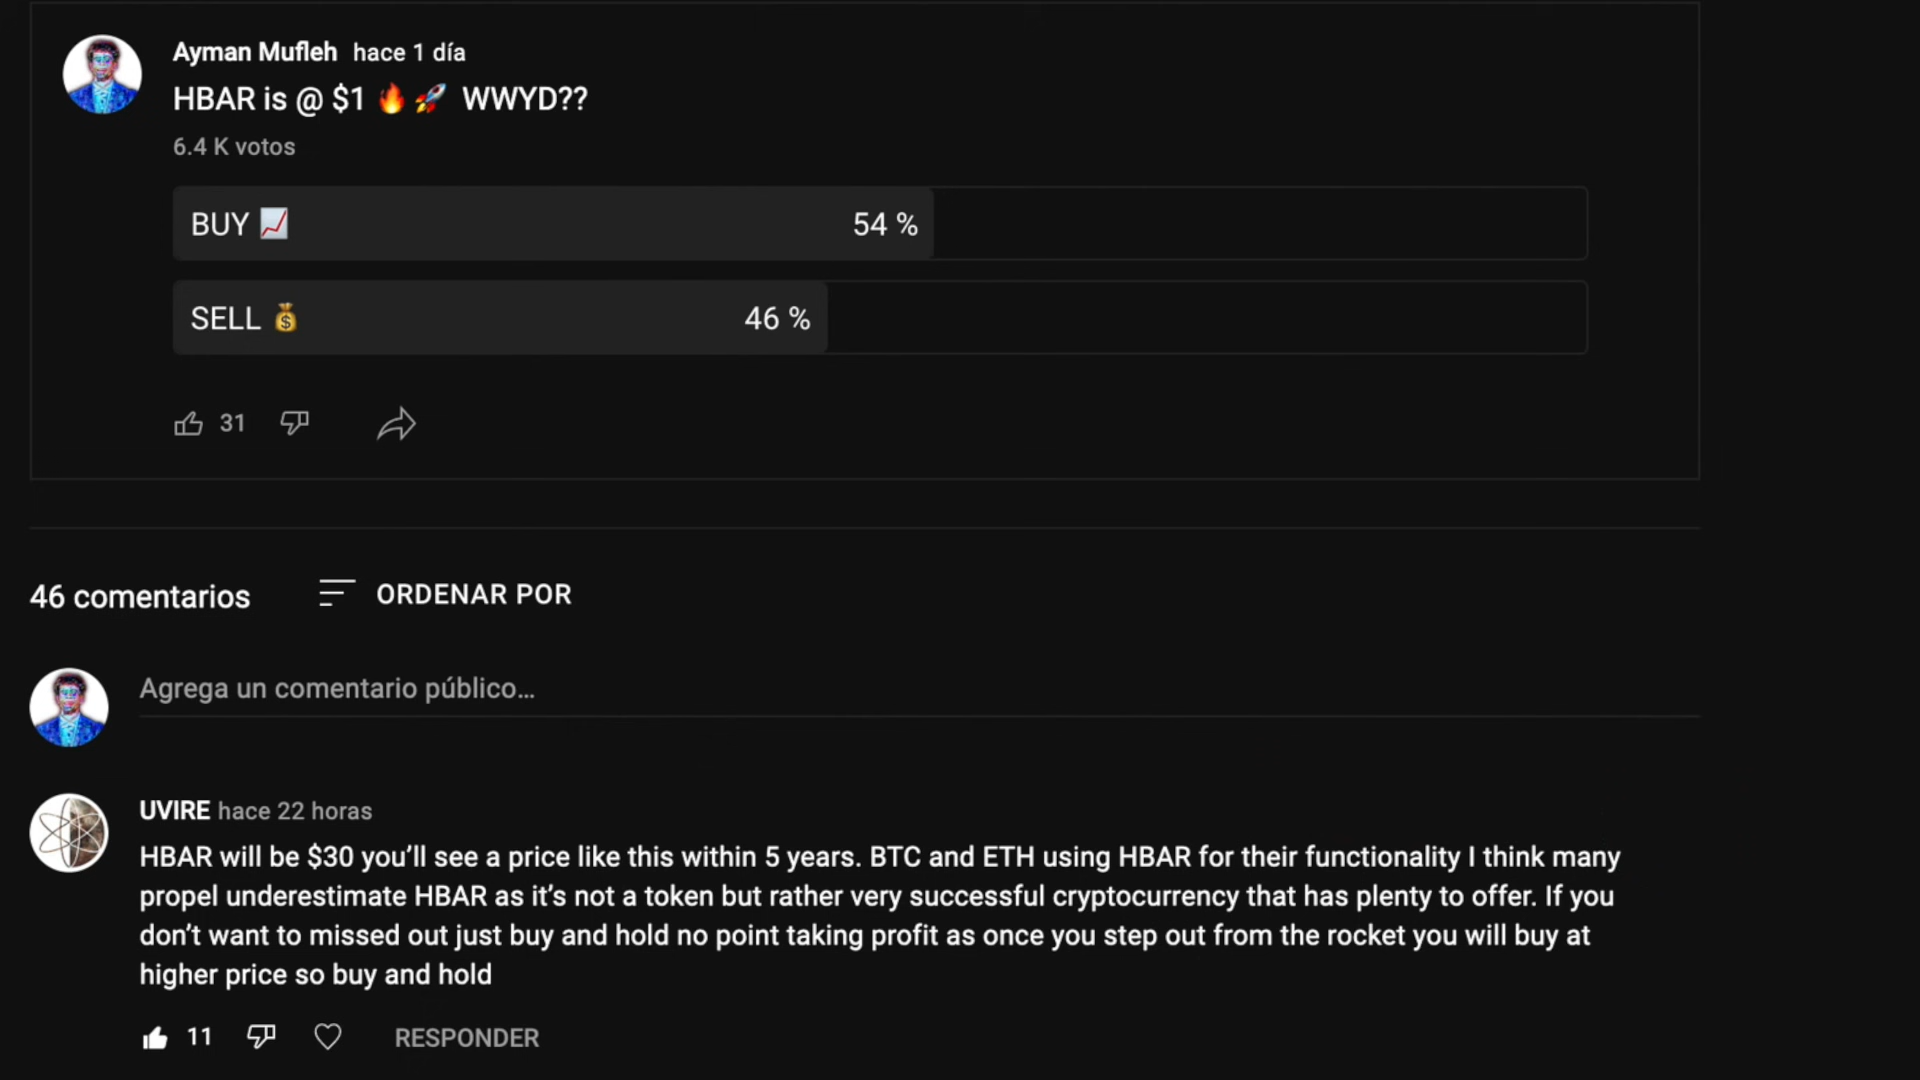 Ayman Mufleh hace 1 día
HBAR is @ $1 🔥🚀 WWYD??
6.4 K votos
BUY 📈 54 %
SELL 💰 46 %
31
46 comentarios ORDENAR POR
Agrega un comentario público...
UVIRE hace 22 horas
HBAR will be $30 you’ll see a price like this within 5 years. BTC and ETH using HBAR for their functionality I think many
propel underestimate HBAR as it’s not a token but rather very successful cryptocurrency that has plenty to offer. If you
don’t want to missed out just buy and hold no point taking profit as once you step out from the rocket you will buy at
higher price so buy and hold
11 RESPONDER